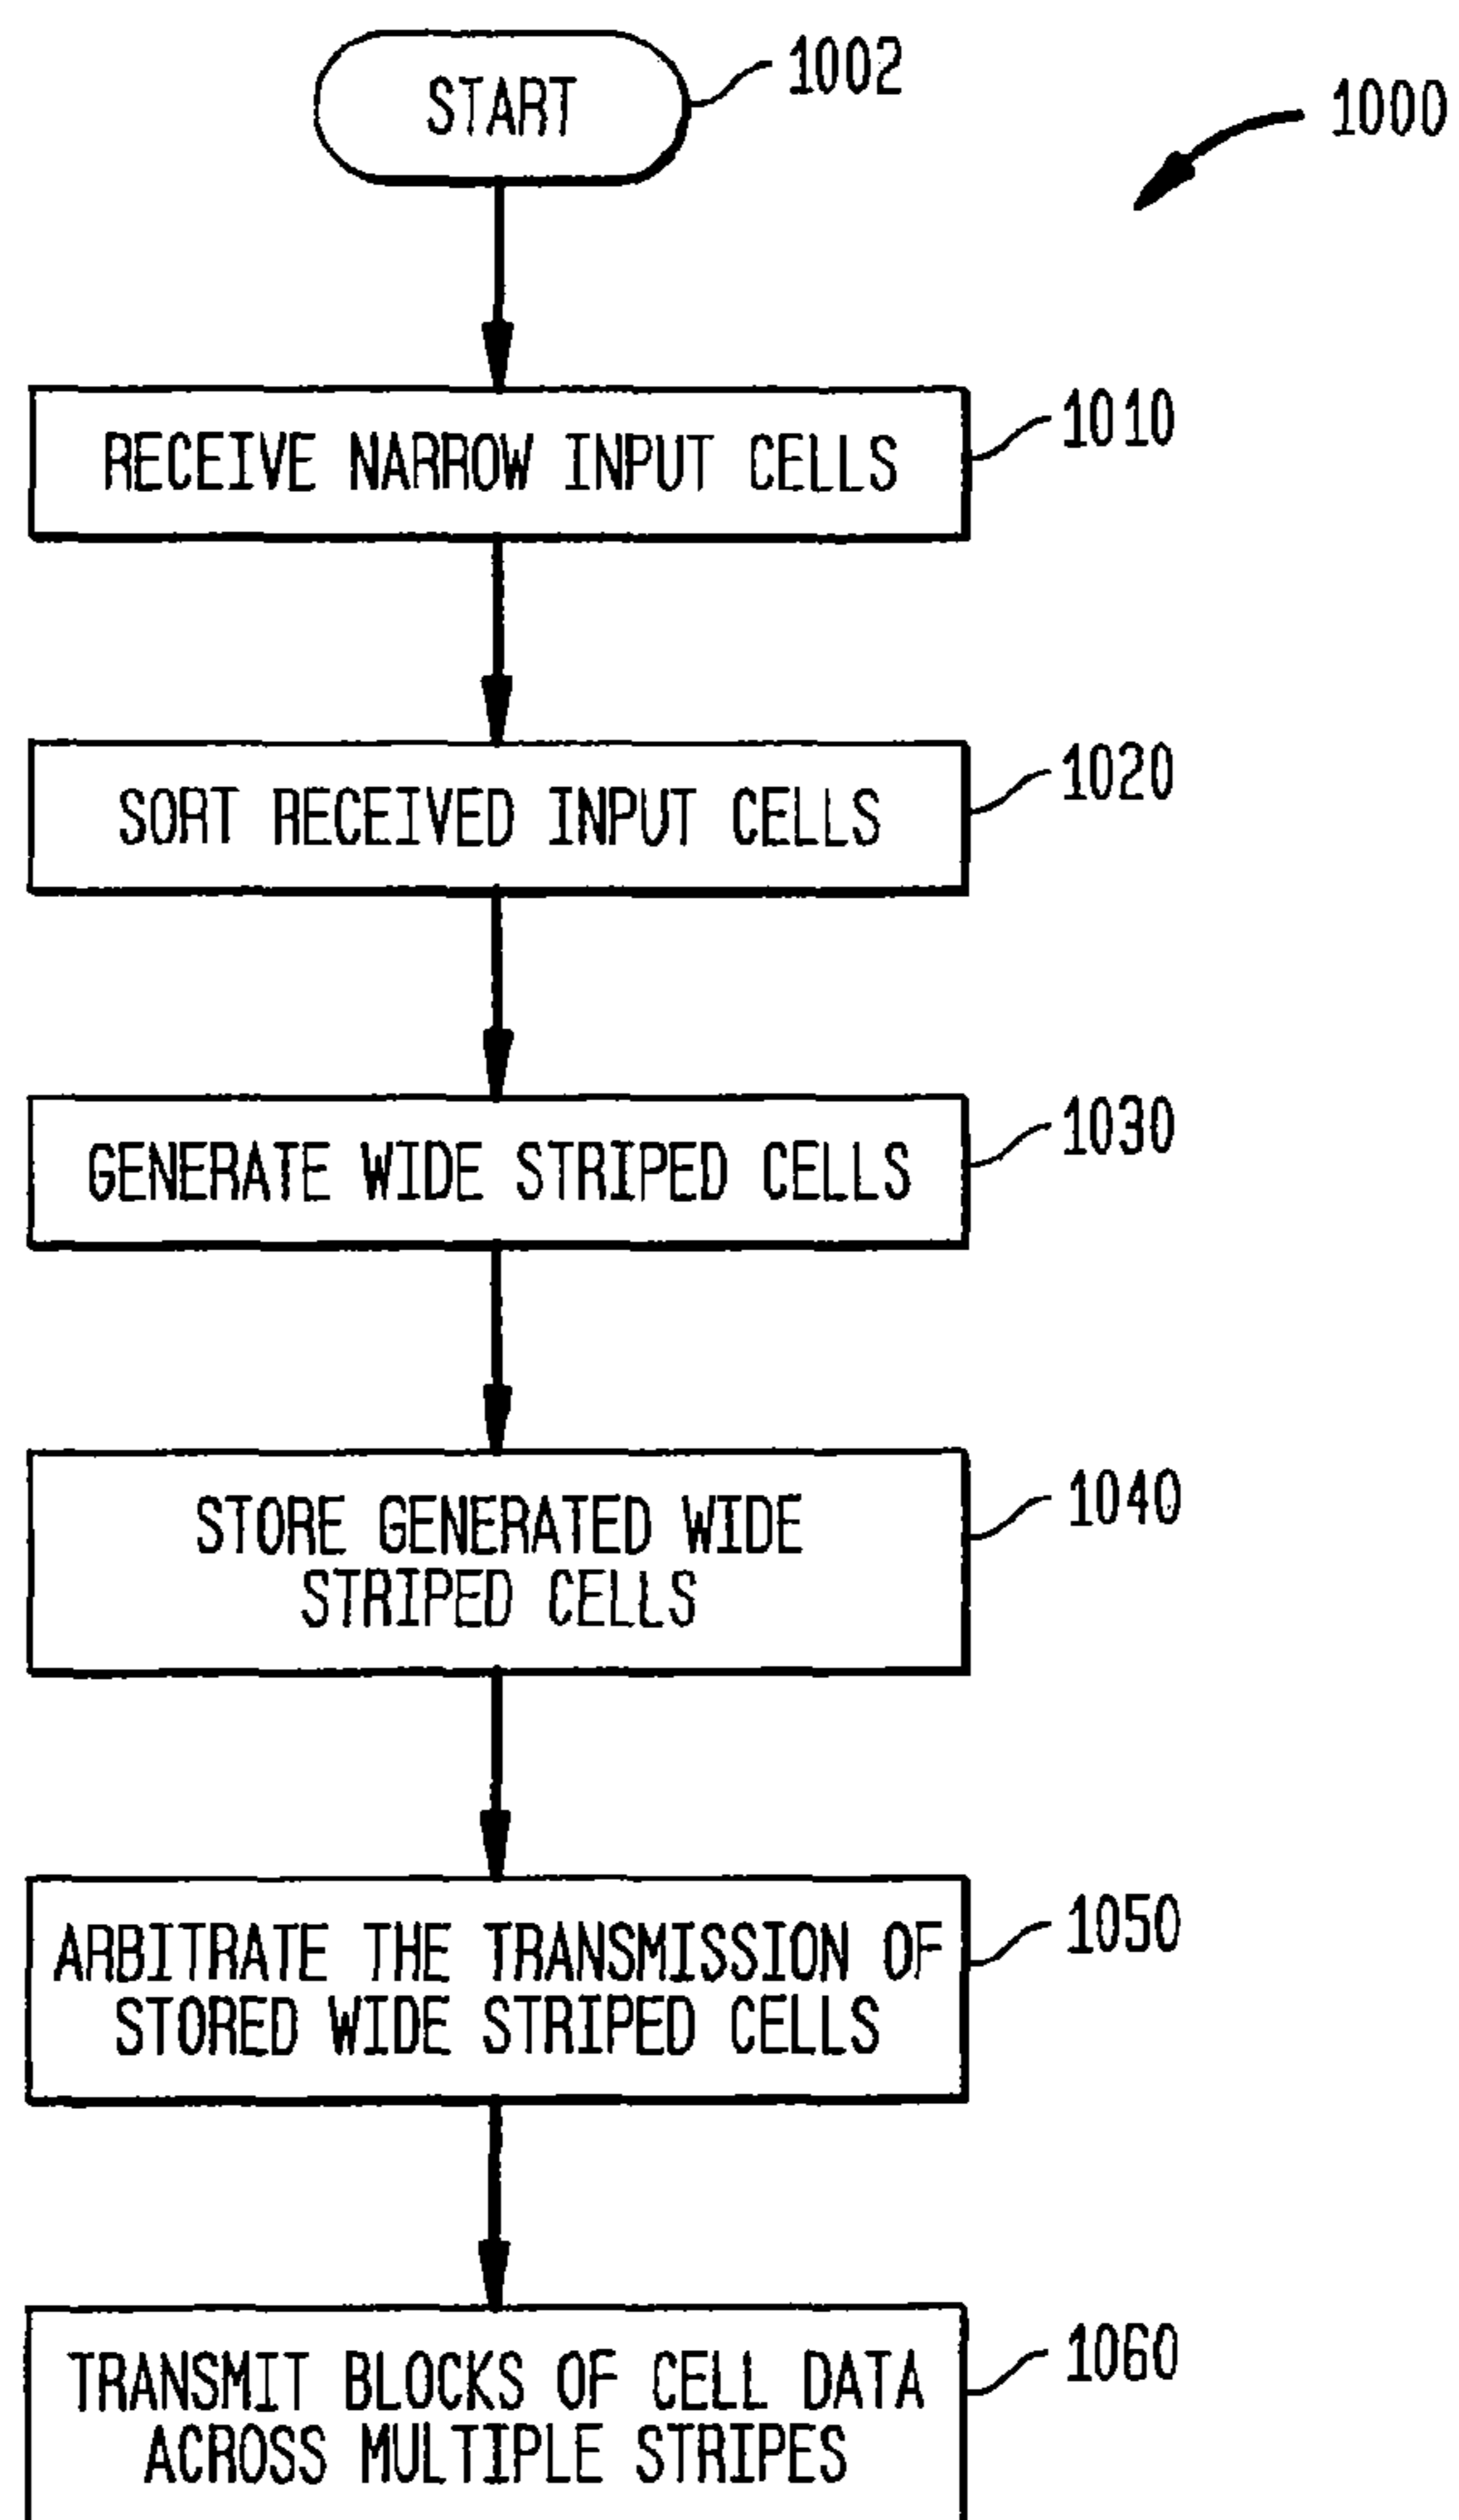 START
1002
1000
RECEIVE NARROW INPUT CELLS
1010
SORT RECEIVED INPUT CELLS
1020
GENERATE WIDE STRIPED CELLS
1030
STORE GENERATED WIDE
STRIPED CELLS
1040
ARBITRATE THE TRANSMISSION OF
STORED WIDE STRIPED CELLS
1050
TRANSMIT BLOCKS OF CELL DATA
ACROSS MULTIPLE STRIPES
1060